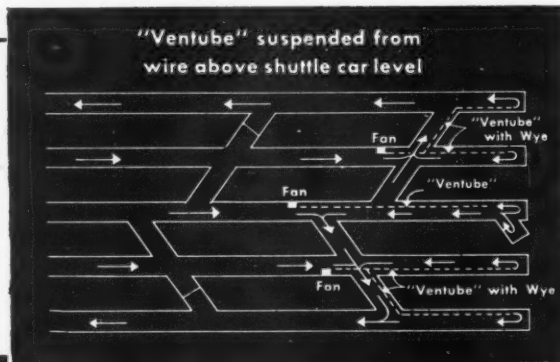 "Ventube" suspended from
wire above shuttle car level
"Ventube"
with Wye
Fan
Fan
"Ventube"
Fan
"Ventube" with Wye